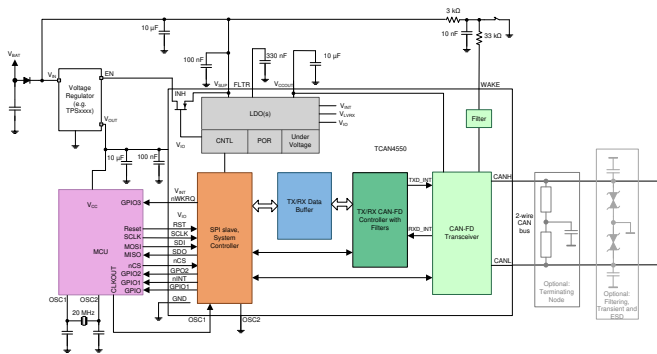 3 kΩ
10 µF
10 nF
33 kΩ
100 nF
330 nF
10 µF
VBAT
VIN
EN
VSUP
FLTR
VCCOUT
WAKE
Voltage
Regulator
(e.g.
TPSxxxx)
INH
LDO(s)
VINT
VLVRX
VIO
Filter
VOUT
VIO
CNTL
POR
Under
Voltage
TCAN4550
10 µF
100 nF
VCC
MCU
GPIO3
VINT
nWKRQ
VIO
Reset
RST
SCLK
SCLK
MOSI
SDI
MISO
SDO
nCS
nCS
GPIO2
GPO2
GPIO1
nINT
GPIO
GPIO1
CLKOUT
GND
SPI slave,
System
Controller
TX/RX Data
Buffer
TX/RX CAN-FD
Controller with
Filters
TXD_INT
RXD_INT
CAN-FD
Transceiver
CANH
CANL
2-wire
CAN
bus
Optional:
Terminating
Node
Optional:
Filtering,
Transient and
ESD
OSC1
OSC2
20 MHz
OSC1
OSC2